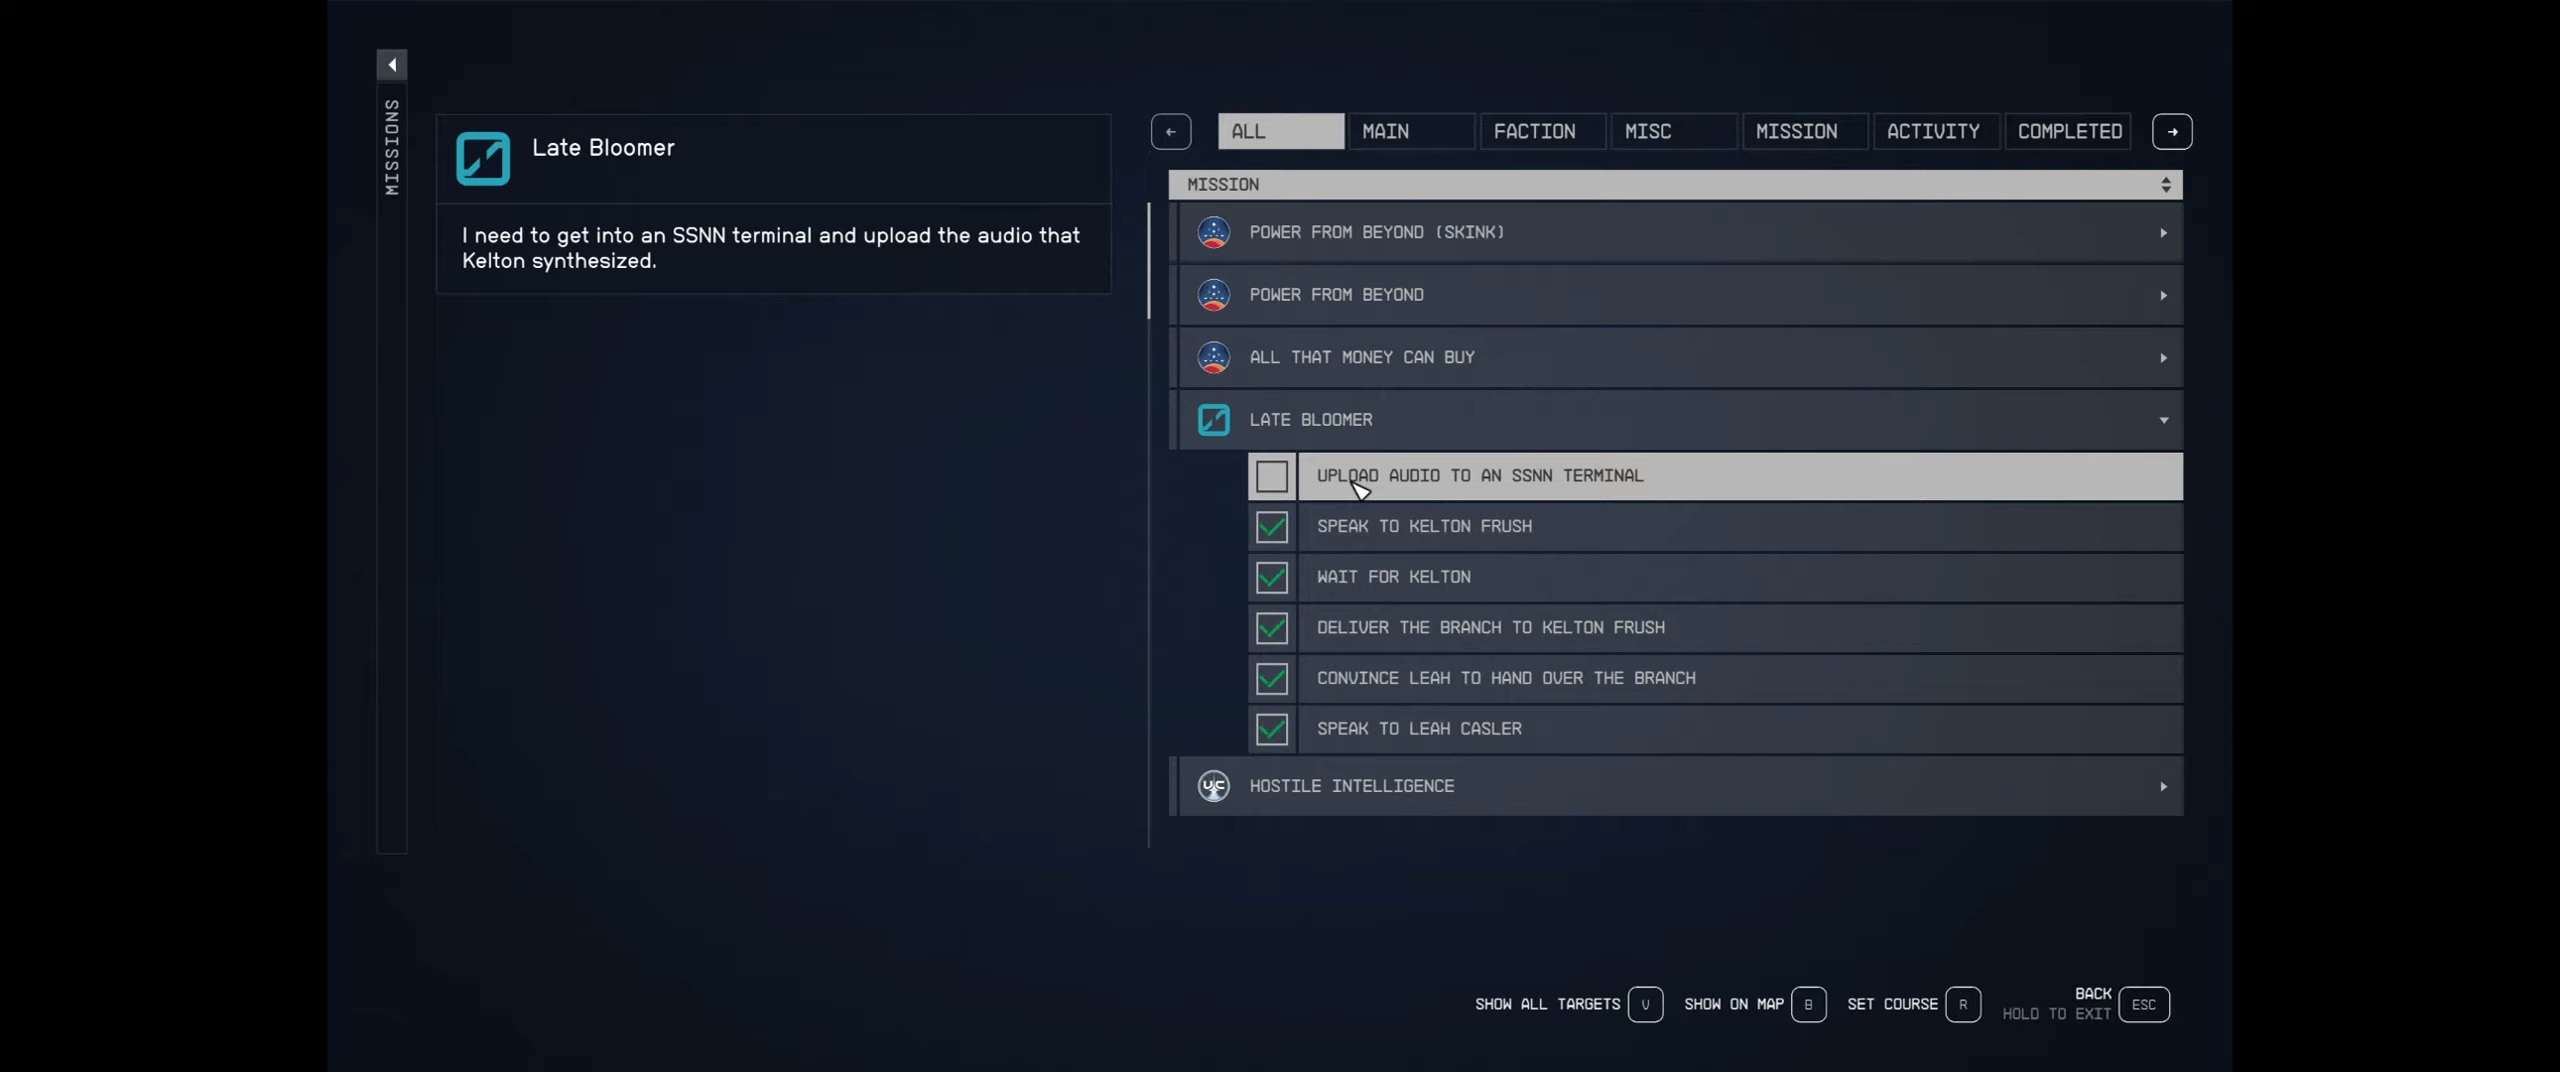 MISSIONS
Late Bloomer
I need to get into an SSNN terminal and upload the audio that
Kelton synthesized.
ALL
MAIN
FACTION
MISC
MISSION
ACTIVITY
COMPLETED
MISSION
POWER FROM BEYOND (SKINK)
POWER FROM BEYOND
ALL THAT MONEY CAN BUY
LATE BLOOMER
UPLOAD AUDIO TO AN SSNN TERMINAL
SPEAK TO KELTON FRUSH
WAIT FOR KELTON
DELIVER THE BRANCH TO KELTON FRUSH
CONVINCE LEAH TO HAND OVER THE BRANCH
SPEAK TO LEAH CASLER
UC
HOSTILE INTELLIGENCE
SHOW ALL TARGETS V
SHOW ON MAP B
SET COURSE R
BACK
HOLD TO EXIT
ESC